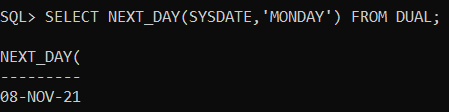 SQL> SELECT NEXT_DAY(SYSDATE,'MONDAY') FROM DUAL;
NEXT_DAY(
---------
08-NOV-21